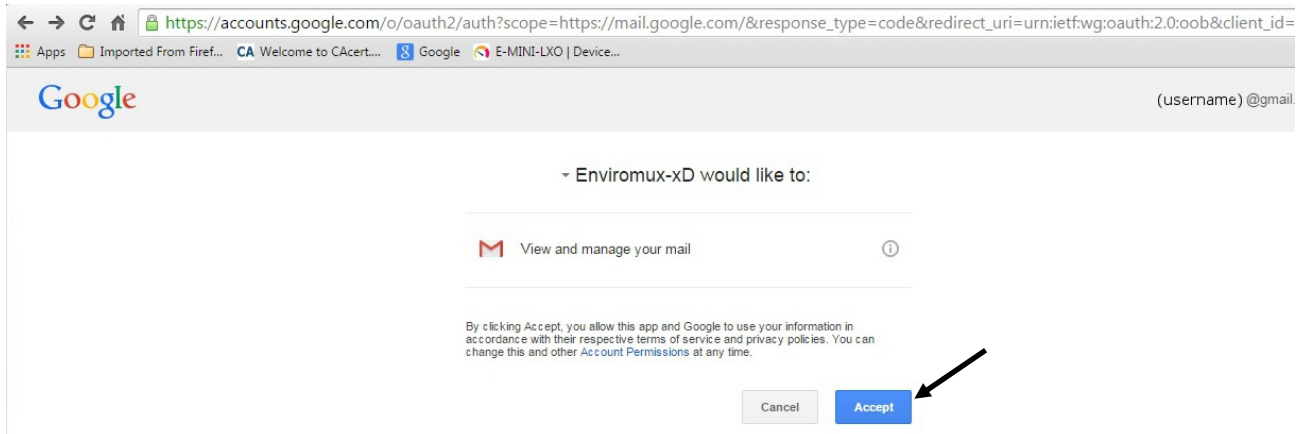 https://accounts.google.com/o/oauth2/auth?scope=https://mail.google.com/&response_type=code&redirect_uri=urn:ietf:wg:oauth:2.0:oob&client_id=
Apps Imported From Firef... CA Welcome to CAcert.... 8 Google E-MINI-LXO | Device...
Google (username) @gmail.
Enviromux-xD would like to:
View and manage your mail
By clicking Accept, you allow this app and Google to use your information in
accordance with their respective terms of service and privacy policies. You can
change this and other Account Permissions at any time.
Cancel Accept